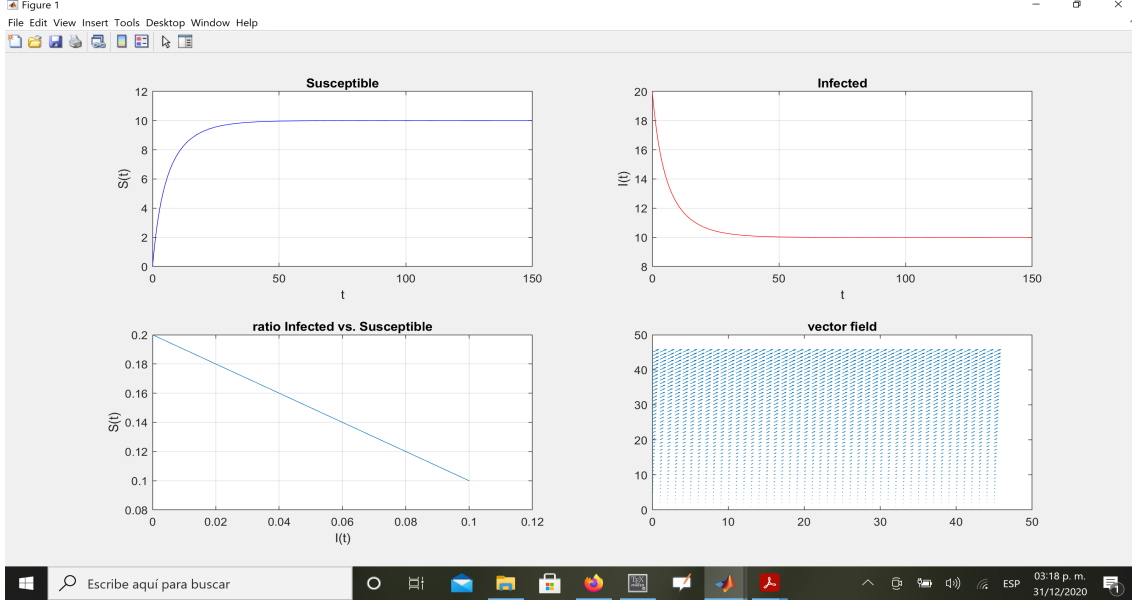 Figure 1
File Edit View Insert Tools Desktop Window Help
Susceptible
12
10
8
6
4
2
0
S(t)
0 50 100 150
t
Infected
20
18
16
14
12
10
8
I(t)
0 50 100 150
t
ratio Infected vs. Susceptible
0.2
0.18
0.16
0.14
0.12
0.1
0.08
S(t)
0 0.02 0.04 0.06 0.08 0.1 0.12
I(t)
vector field
50
40
30
20
10
0
0 10 20 30 40 50
Escribe aquí para buscar
ESP
03:18 p. m.
31/12/2020
1